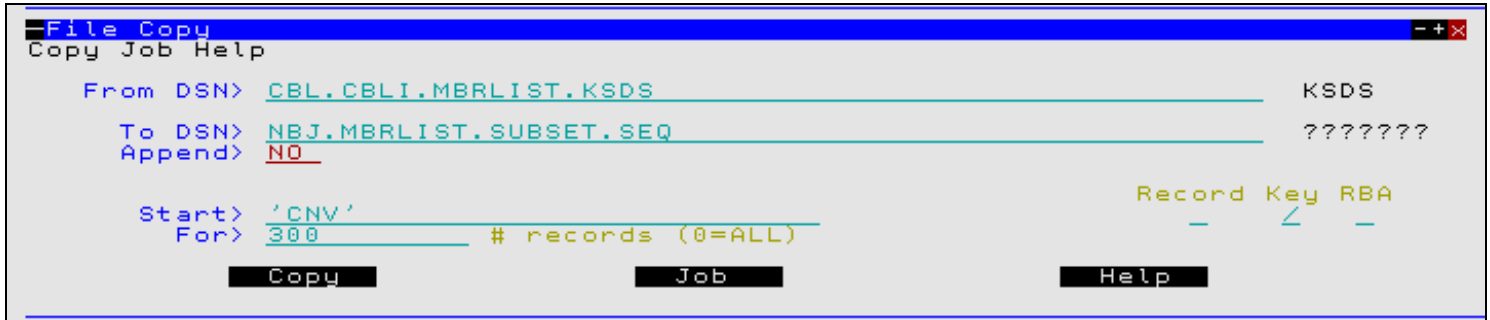 File Copy - + x
Copy Job Help
From DSN> CBL.CBLI.MBRLIST.KSDS KSDS
To DSN> NBJ.MBRLIST.SUBSET.SEQ ???????
Append> NO
Record Key RBA
Start> 'CNV' _ / _
For> 300 # records (0=ALL)
Copy Job Help